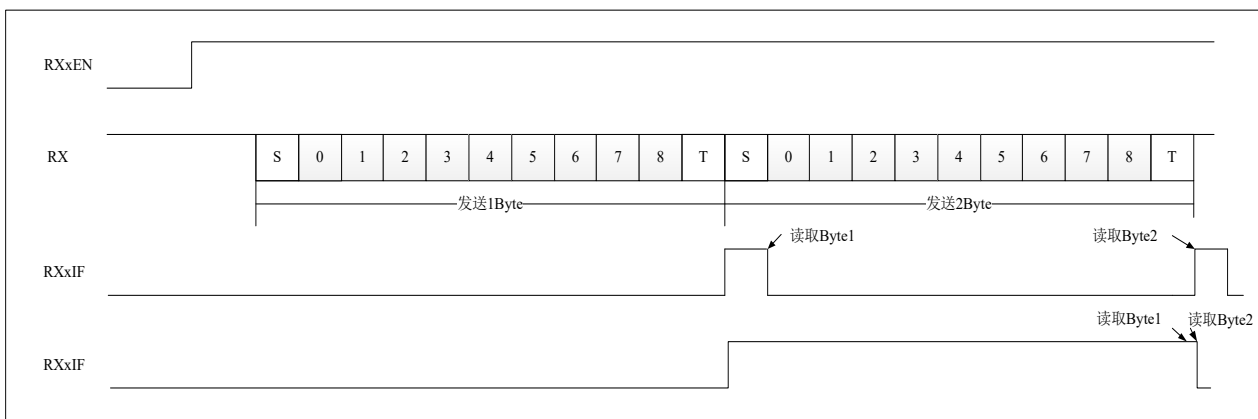 RXxEN
RX S 0 1 2 3 4 5 6 7 8 T S 0 1 2 3 4 5 6 7 8 T
发送1Byte 发送2Byte
读取Byte1 读取Byte2
RXxIF
读取Byte1 读取Byte2
RXxIF